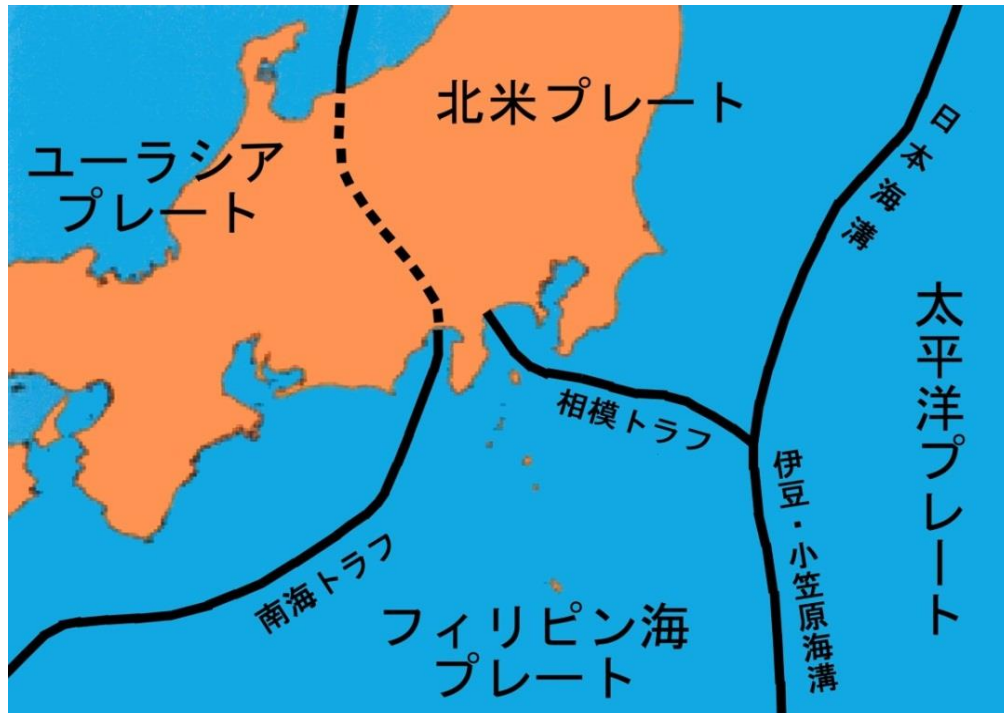 北米プレート
ユーラシア
プレート
日本海溝
太平洋プレート
相模トラフ
伊豆・小笠原海溝
南海トラフ
フィリピン海
プレート